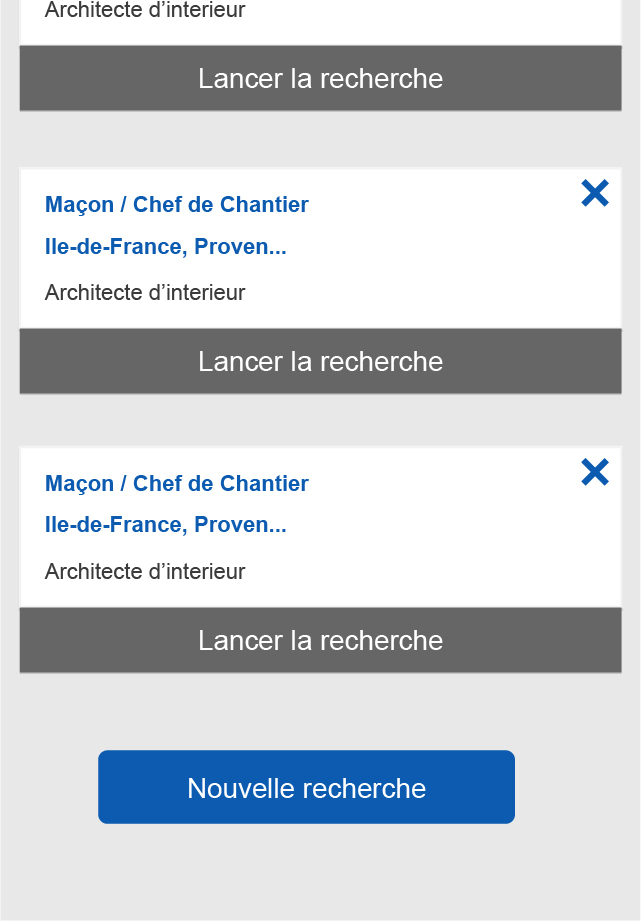 Architecte d’interieur
Lancer la recherche
Maçon / Chef de Chantier
Ile-de-France, Proven...
Architecte d’interieur
Lancer la recherche
Maçon / Chef de Chantier
Ile-de-France, Proven...
Architecte d’interieur
Lancer la recherche
Nouvelle recherche